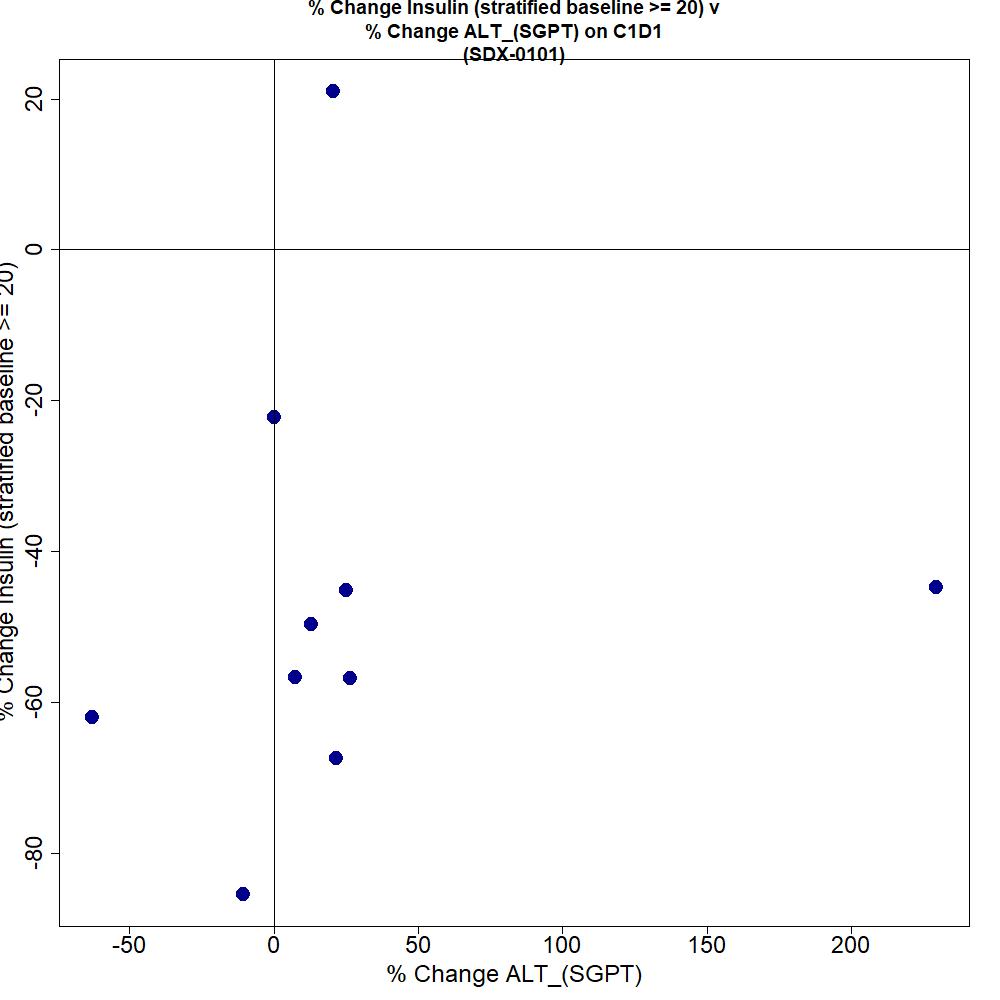 % Change Insulin (stratified baseline >= 20) v
% Change ALT_(SGPT) on C1D1
(SDX-0101)
20
0
-20
-40
-60
-80
% Change Insulin (stratified baseline >= 20)
-50
0
50
100
150
200
% Change ALT_(SGPT)